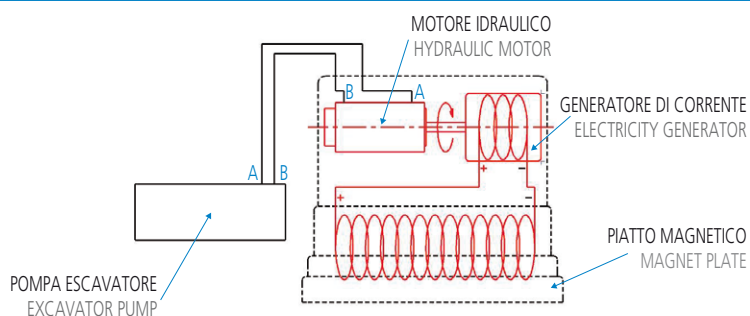 MOTORE IDRAULICO
HYDRAULIC MOTOR
B A
GENERATORE DI CORRENTE
ELECTRICITY GENERATOR
A B
+ −
+ −
PIATTO MAGNETICO
MAGNET PLATE
POMPA ESCAVATORE
EXCAVATOR PUMP